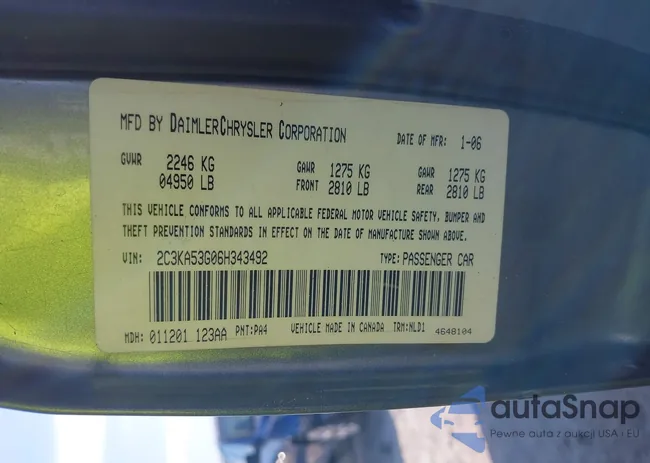 MFD BY DAIMLERCHRYSLER CORPORATION DATE OF MFR: 1-06
GVWR 2246 KG GAWR 1275 KG GAWR 1275 KG
04950 LB FRONT 2810 LB REAR 2810 LB
THIS VEHICLE CONFORMS TO ALL APPLICABLE FEDERAL MOTOR VEHICLE SAFETY, BUMPER AND
THEFT PREVENTION STANDARDS IN EFFECT ON THE DATE OF MANUFACTURE SHOWN ABOVE.
VIN: 2C3KA53G06H343492 TYPE: PASSENGER CAR
MDH: 011201 123AA PNT: PA4 VEHICLE MADE IN CANADA TRM: NLD1 4648104
autaSnap
Pewne auta z aukcji USA i EU